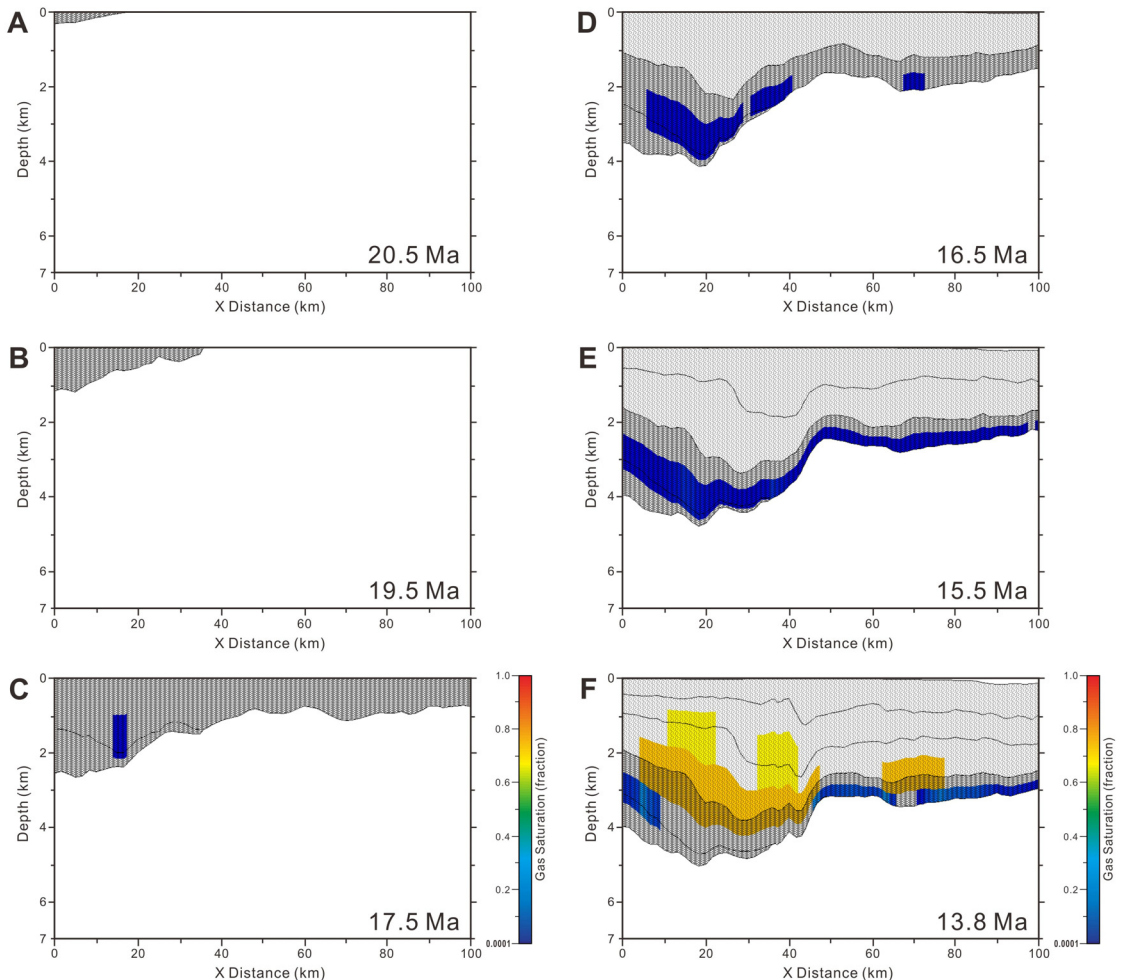 A
0
1
2
3
4
5
6
7
Depth (km)
20.5 Ma
0 20 40 60 80 100
X Distance (km)
B
0
2
4
6
7
Depth (km)
19.5 Ma
0 20 40 60 80 100
X Distance (km)
C
0
2
4
6
7
Depth (km)
17.5 Ma
0 20 40 60 80 100
X Distance (km)
1.0
0.8
0.6
0.4
0.2
0.0001
Gas Saturation (fraction)
D
0
2
4
6
7
Depth (km)
16.5 Ma
0 20 40 60 80 100
X Distance (km)
E
0
2
4
6
7
Depth (km)
15.5 Ma
0 20 40 60 80 100
X Distance (km)
F
0
2
4
6
7
Depth (km)
13.8 Ma
0 20 40 60 80 100
X Distance (km)
1.0
0.8
0.6
0.4
0.2
0.0001
Gas Saturation (fraction)